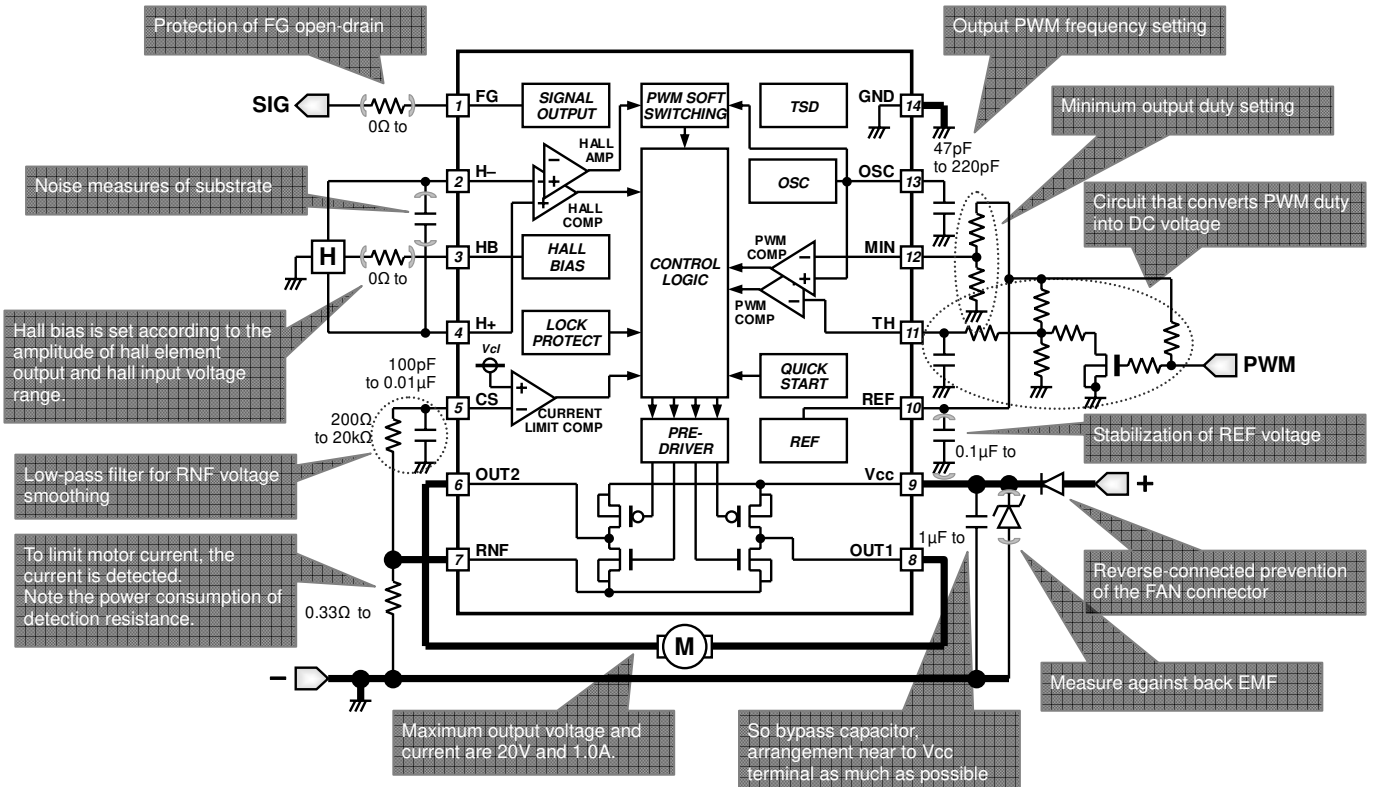 Protection of FG open-drain
Output PWM frequency setting
SIG
0Ω to
1
FG
SIGNAL
OUTPUT
PWM SOFT
SWITCHING
TSD
GND
14
Minimum output duty setting
47pF
to 220pF
Noise measures of substrate
2
H–
HALL
AMP
HALL
COMP
OSC
OSC
13
Circuit that converts PWM duty
into DC voltage
H
0Ω to
3
HB
HALL
BIAS
CONTROL
LOGIC
PWM
COMP
PWM
COMP
MIN
12
Hall bias is set according to the
amplitude of hall element
output and hall input voltage
range.
4
H+
LOCK
PROTECT
TH
11
PWM
100pF
to 0.01µF
Vcl
QUICK
START
200Ω
to 20kΩ
5
CS
CURRENT
LIMIT COMP
REF
REF
10
0.1µF to
Stabilization of REF voltage
Low-pass filter for RNF voltage
smoothing
PRE-
DRIVER
6
OUT2
Vcc
9
+
1µF to
To limit motor current, the
current is detected.
Note the power consumption of
detection resistance.
7
RNF
OUT1
8
0.33Ω to
Reverse-connected prevention
of the FAN connector
M
–
Measure against back EMF
Maximum output voltage and
current are 20V and 1.0A.
So bypass capacitor,
arrangement near to Vcc
terminal as much as possible